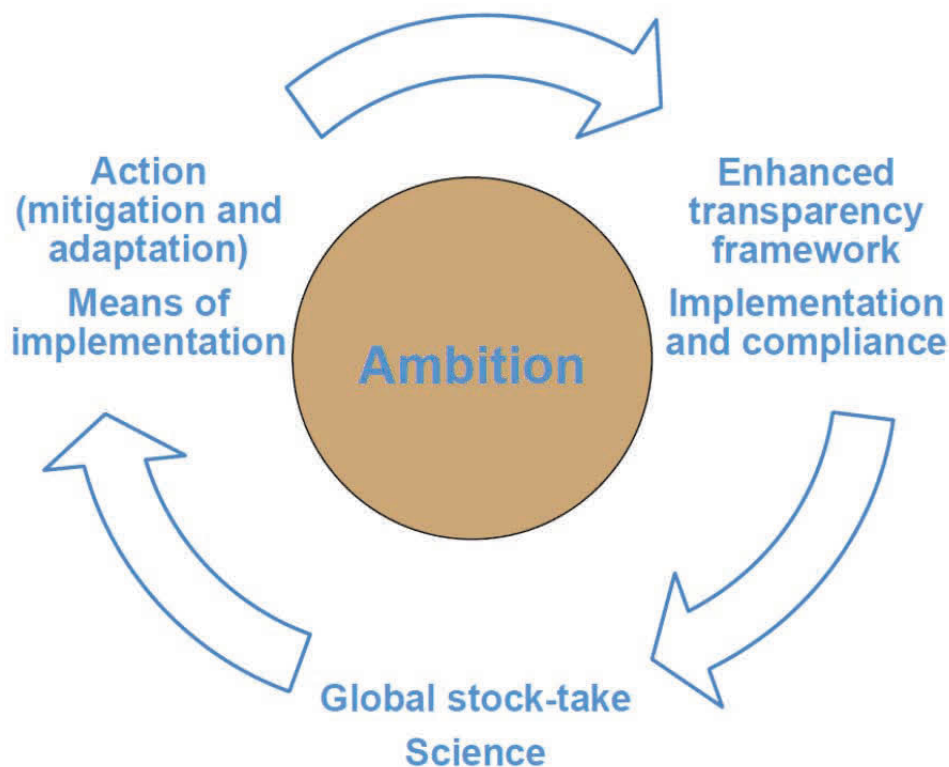 Action
(mitigation and
adaptation)
Means of
implementation
Enhanced
transparency
framework
Implementation
and compliance
Ambition
Global stock-take
Science